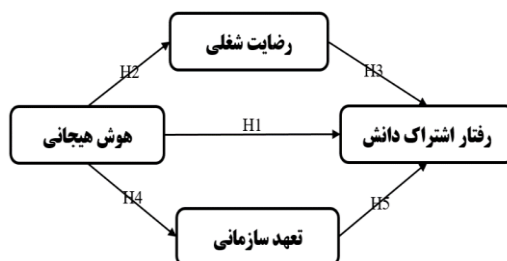 رضایت شغلی
H2
H3
هوش هیجانی
H1
رفتار اشتراک دانش
H4
H5
تعهد سازمانی